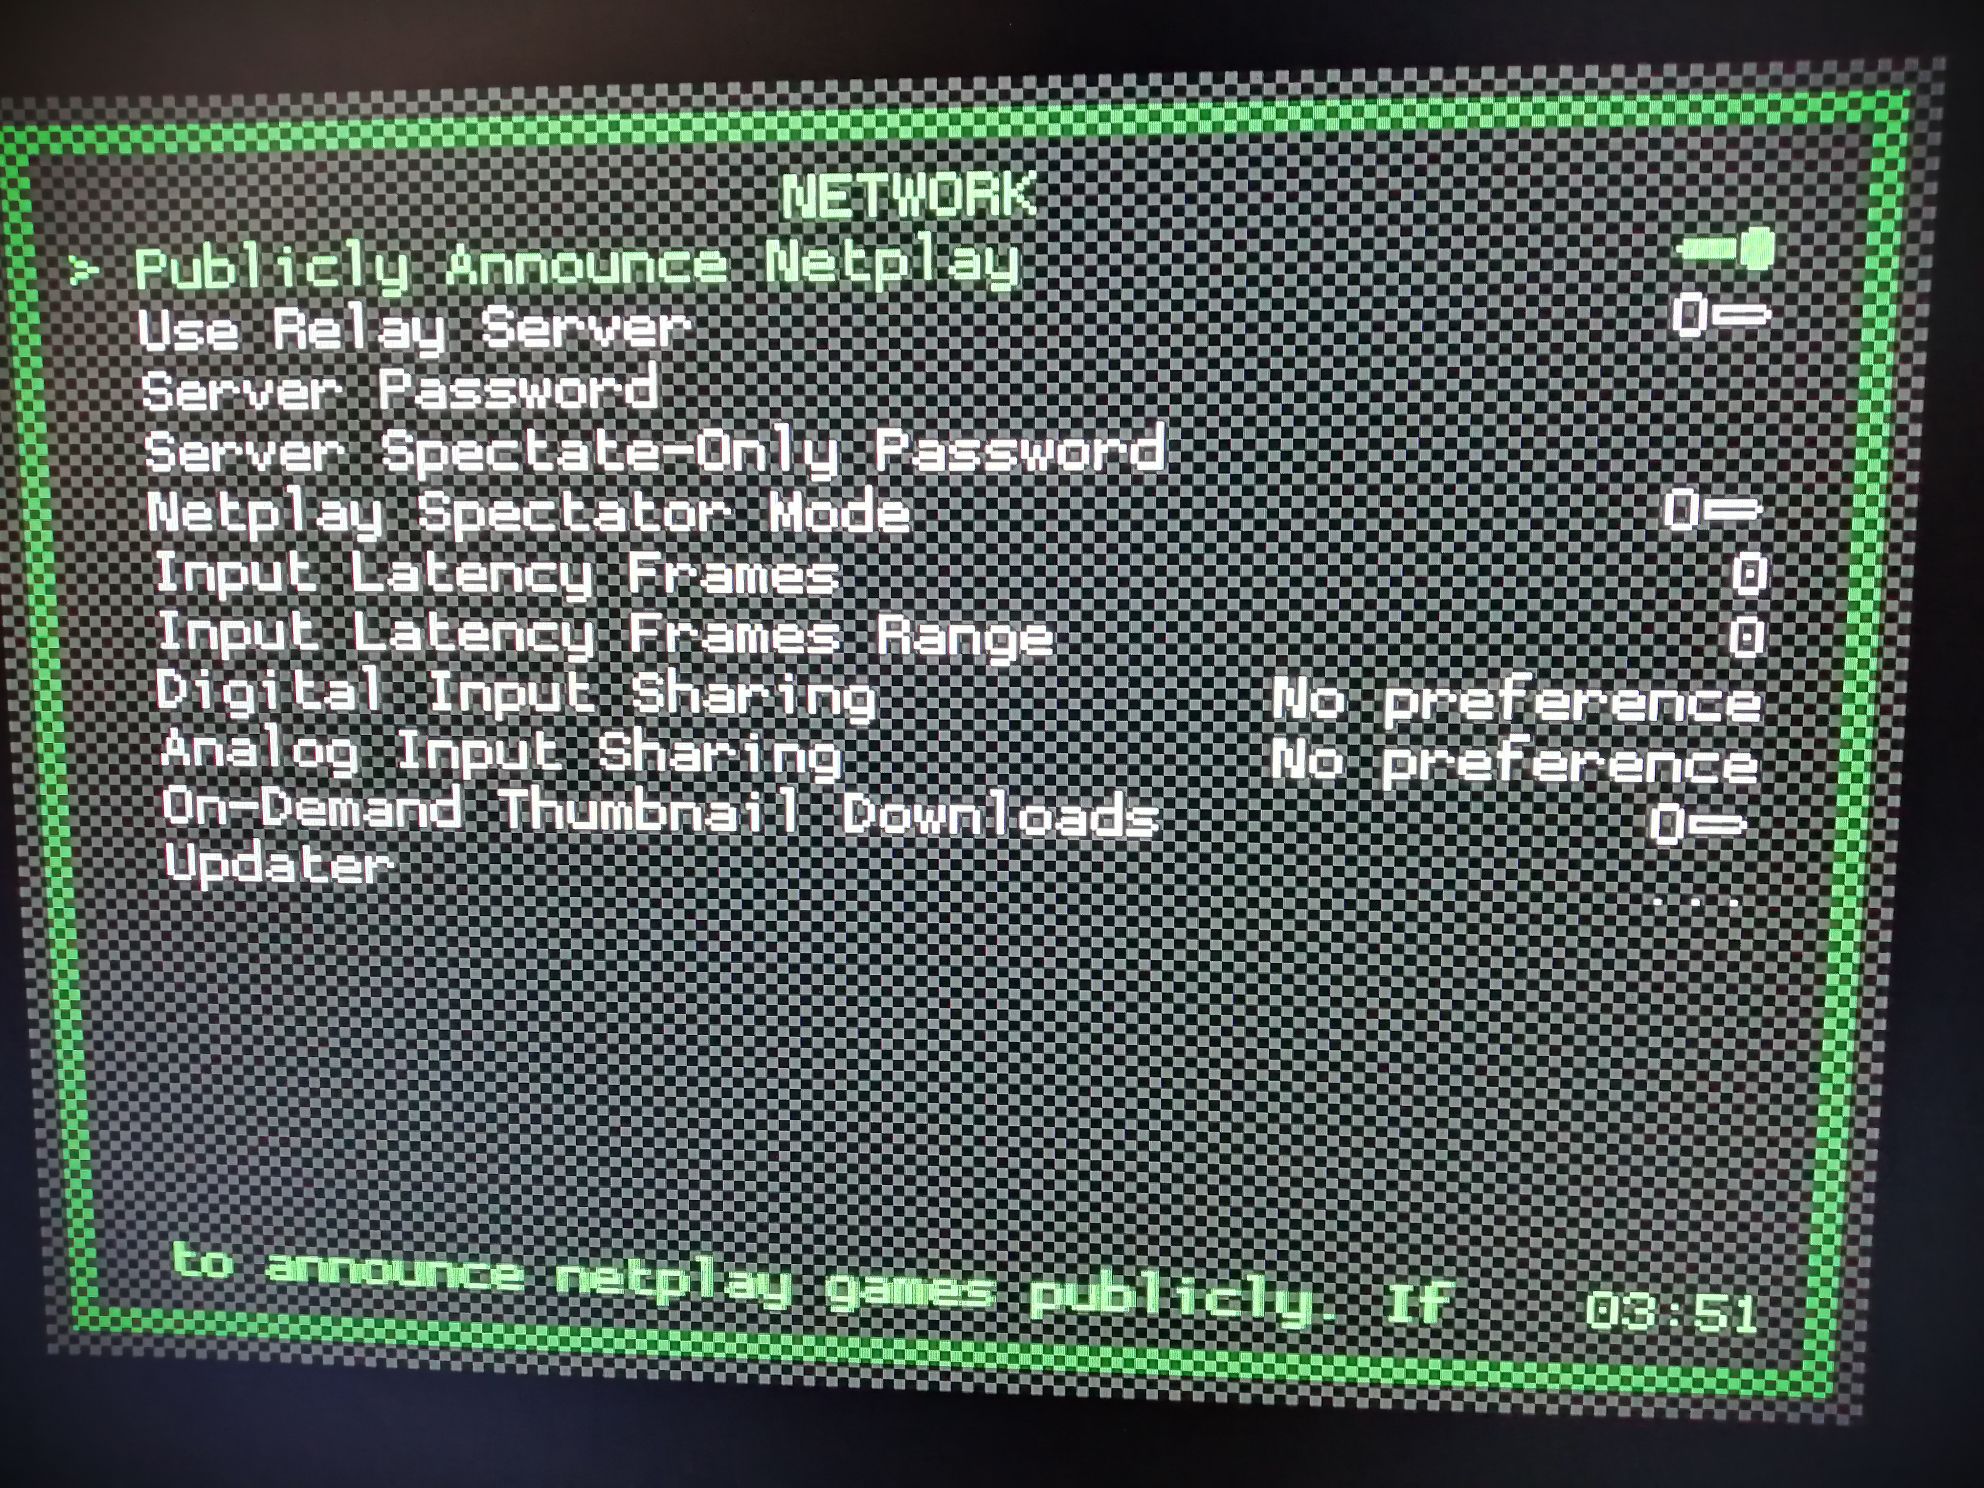 NETWORK
> Publicly Announce Netplay
Use Relay Server
Server Password
Server Spectate-Only Password
Netplay Spectator Mode
Input Latency Frames 0
Input Latency Frames Range 0
Digital Input Sharing No preference
Analog Input Sharing No preference
On-Demand Thumbnail Downloads
Updater ...
to announce netplay games publicly. If 03:51